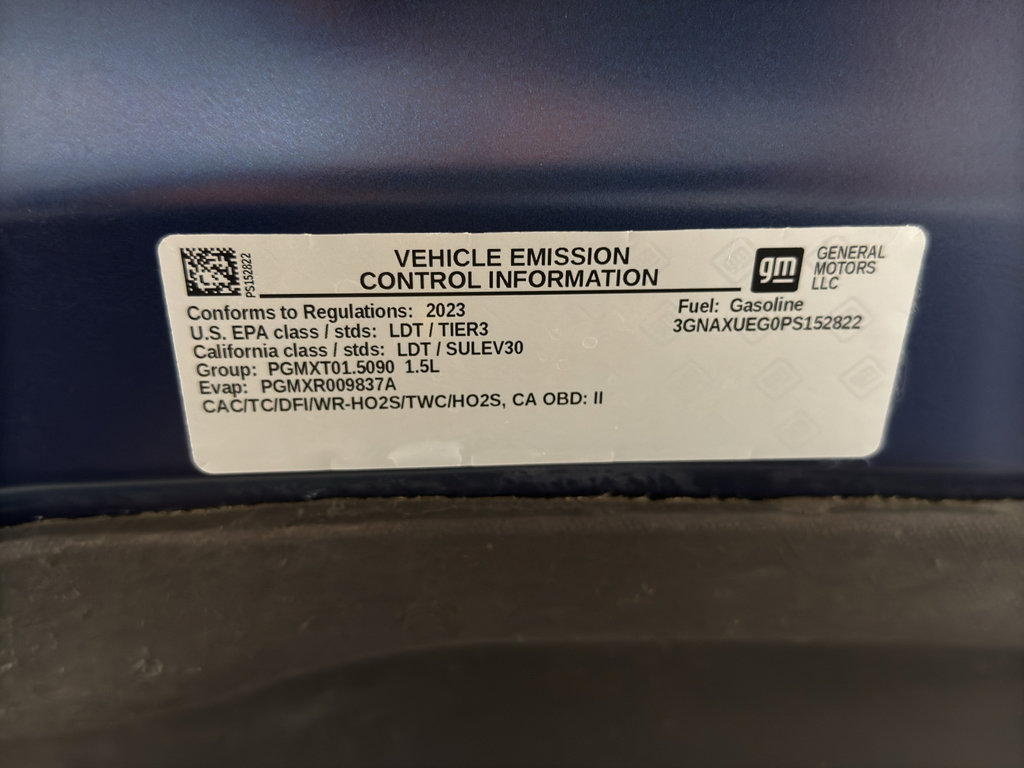 PS152822
VEHICLE EMISSION
CONTROL INFORMATION
gm
GENERAL
MOTORS
LLC
Conforms to Regulations: 2023
U.S. EPA class / stds: LDT / TIER3
California class / stds: LDT / SULEV30
Group: PGMXT01.5090 1.5L
Evap: PGMXR009837A
CAC/TC/DFI/WR-HO2S/TWC/HO2S, CA OBD: II
Fuel: Gasoline
3GNAXUEG0PS152822